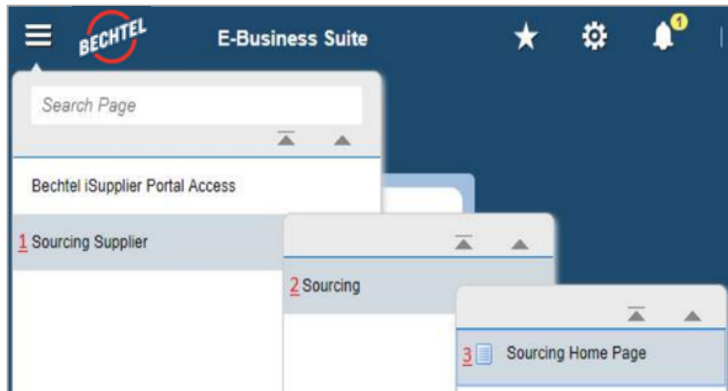 BECHTEL
E-Business Suite
1
Search Page
Bechtel iSupplier Portal Access
1 Sourcing Supplier
2 Sourcing
3 Sourcing Home Page